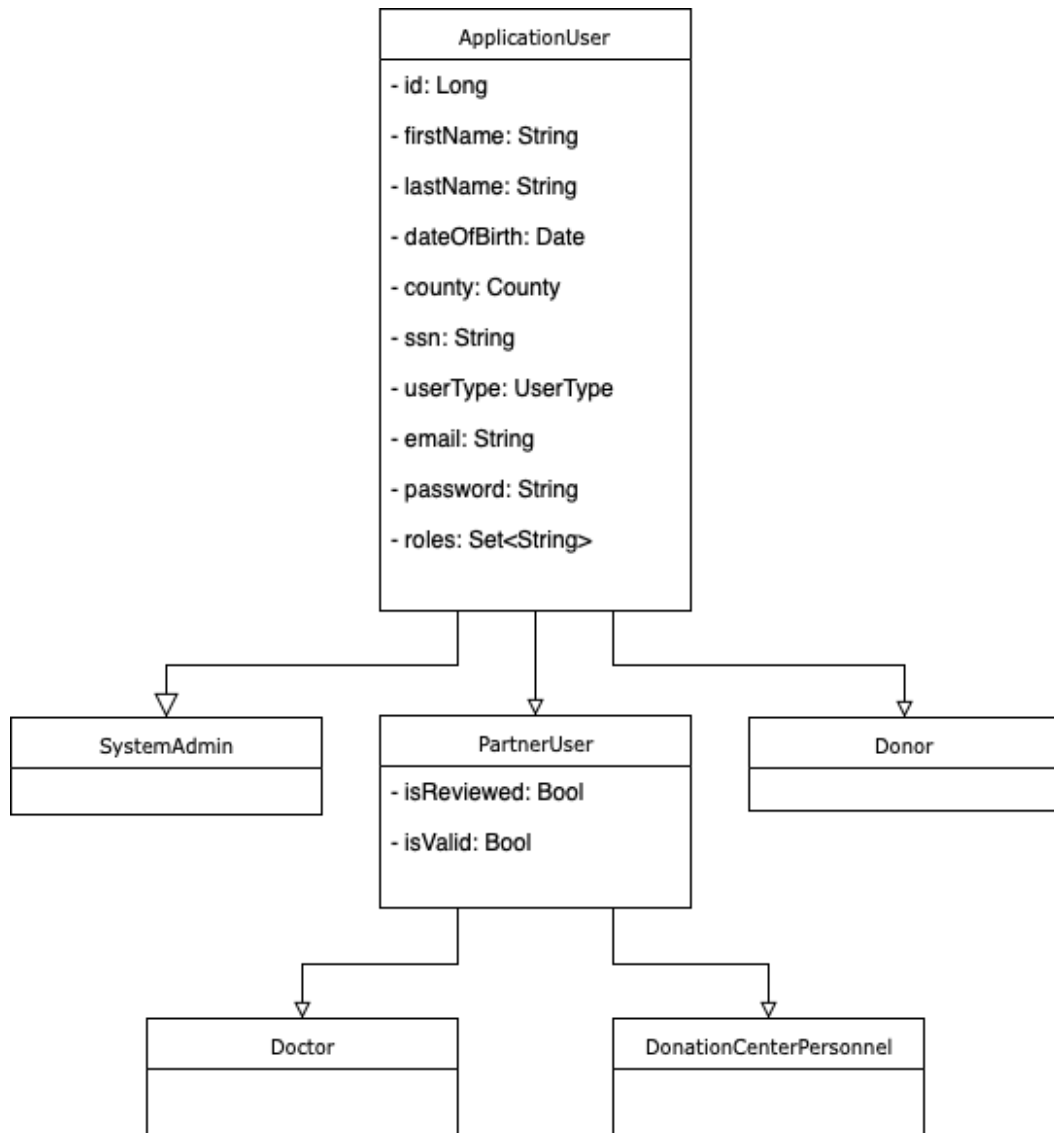 ApplicationUser
- id: Long
- firstName: String
- lastName: String
- dateOfBirth: Date
- county: County
- ssn: String
- userType: UserType
- email: String
- password: String
- roles: Set<String>
SystemAdmin
PartnerUser
- isReviewed: Bool
- isValid: Bool
Donor
Doctor
DonationCenterPersonnel